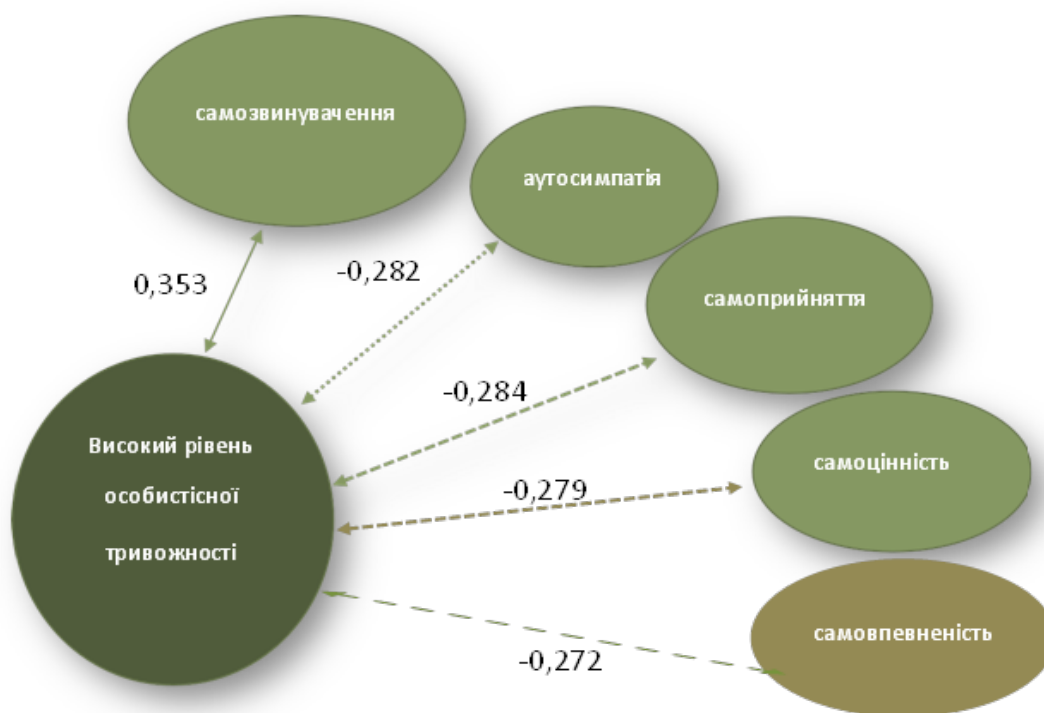 самозвинувачення
аутосимпатія
0,353
-0,282
самоприйняття
-0,284
Високий рівень
особистісної
тривожності
самоцінність
-0,279
самовпевненість
-0,272